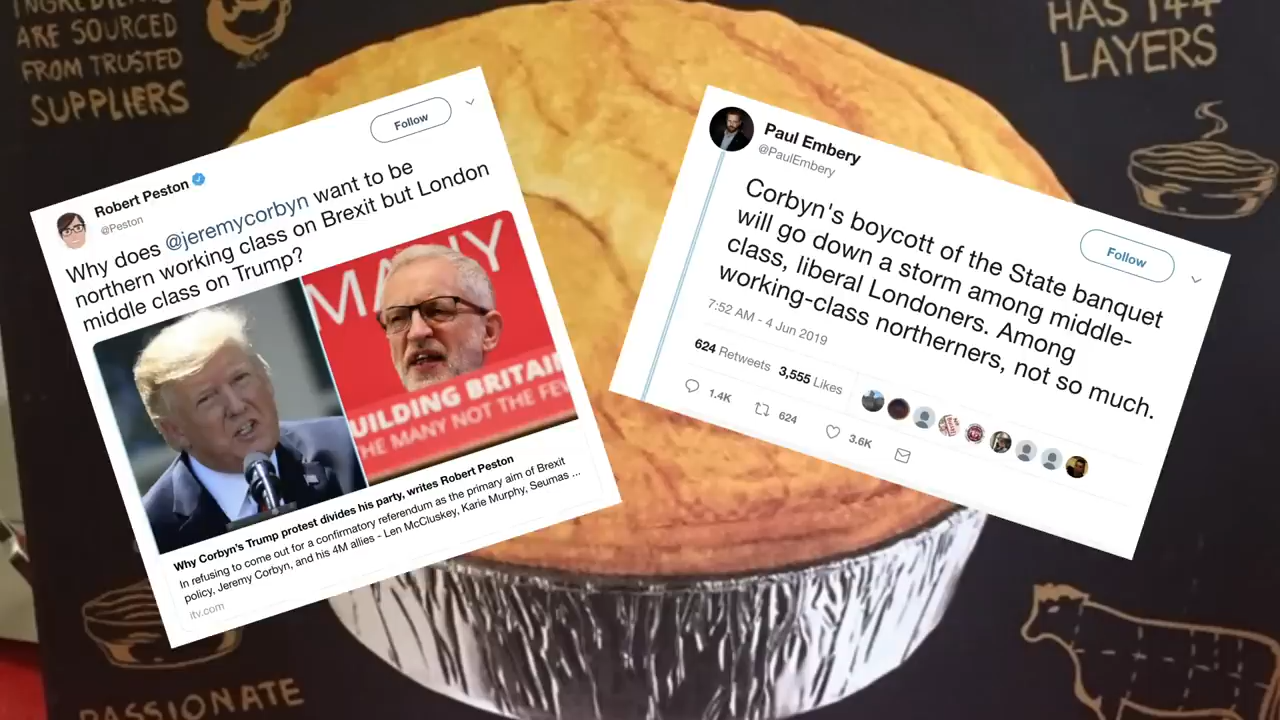 INGREDIENTS
ARE SOURCED
FROM TRUSTED
SUPPLIERS
HAS 144
LAYERS
Robert Peston
@Peston
Follow
Why does @jeremycorbyn want to be
northern working class on Brexit but London
middle class on Trump?
MANY
UILDING BRITAI
HE MANY NOT THE FE
Why Corbyn's Trump protest divides his party, writes Robert Peston
In refusing to come out for a confirmatory referendum as the primary aim of Brexit
policy, Jeremy Corbyn, and his 4M allies - Len McCluskey, Karie Murphy, Seumas ...
itv.com
Paul Embery
@PaulEmbery
Follow
Corbyn's boycott of the State banquet
will go down a storm among middle-
class, liberal Londoners. Among
working-class northerners, not so much.
7:52 AM - 4 Jun 2019
624 Retweets 3,555 Likes
1.4K 624 3.6K
PASSIONATE